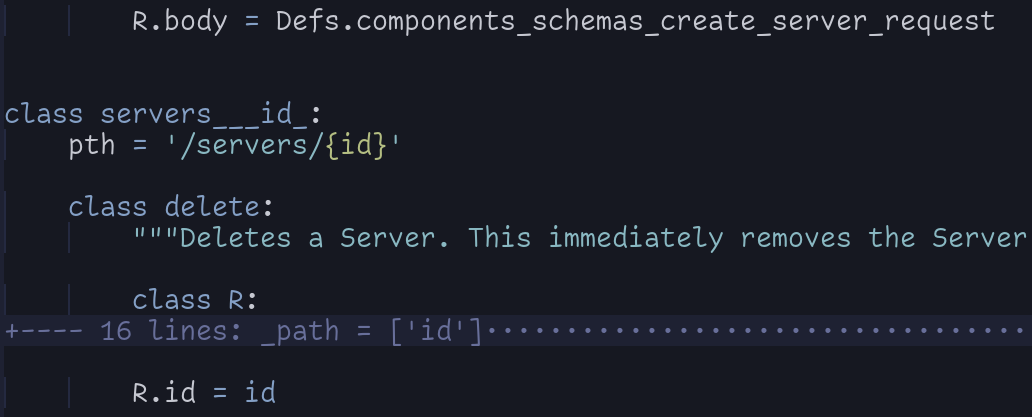 R.body = Defs.components_schemas_create_server_request
class servers___id_:
pth = '/servers/{id}'
class delete:
"""Deletes a Server. This immediately removes the Server
class R:
+---- 16 lines: _path = ['id']································
R.id = id